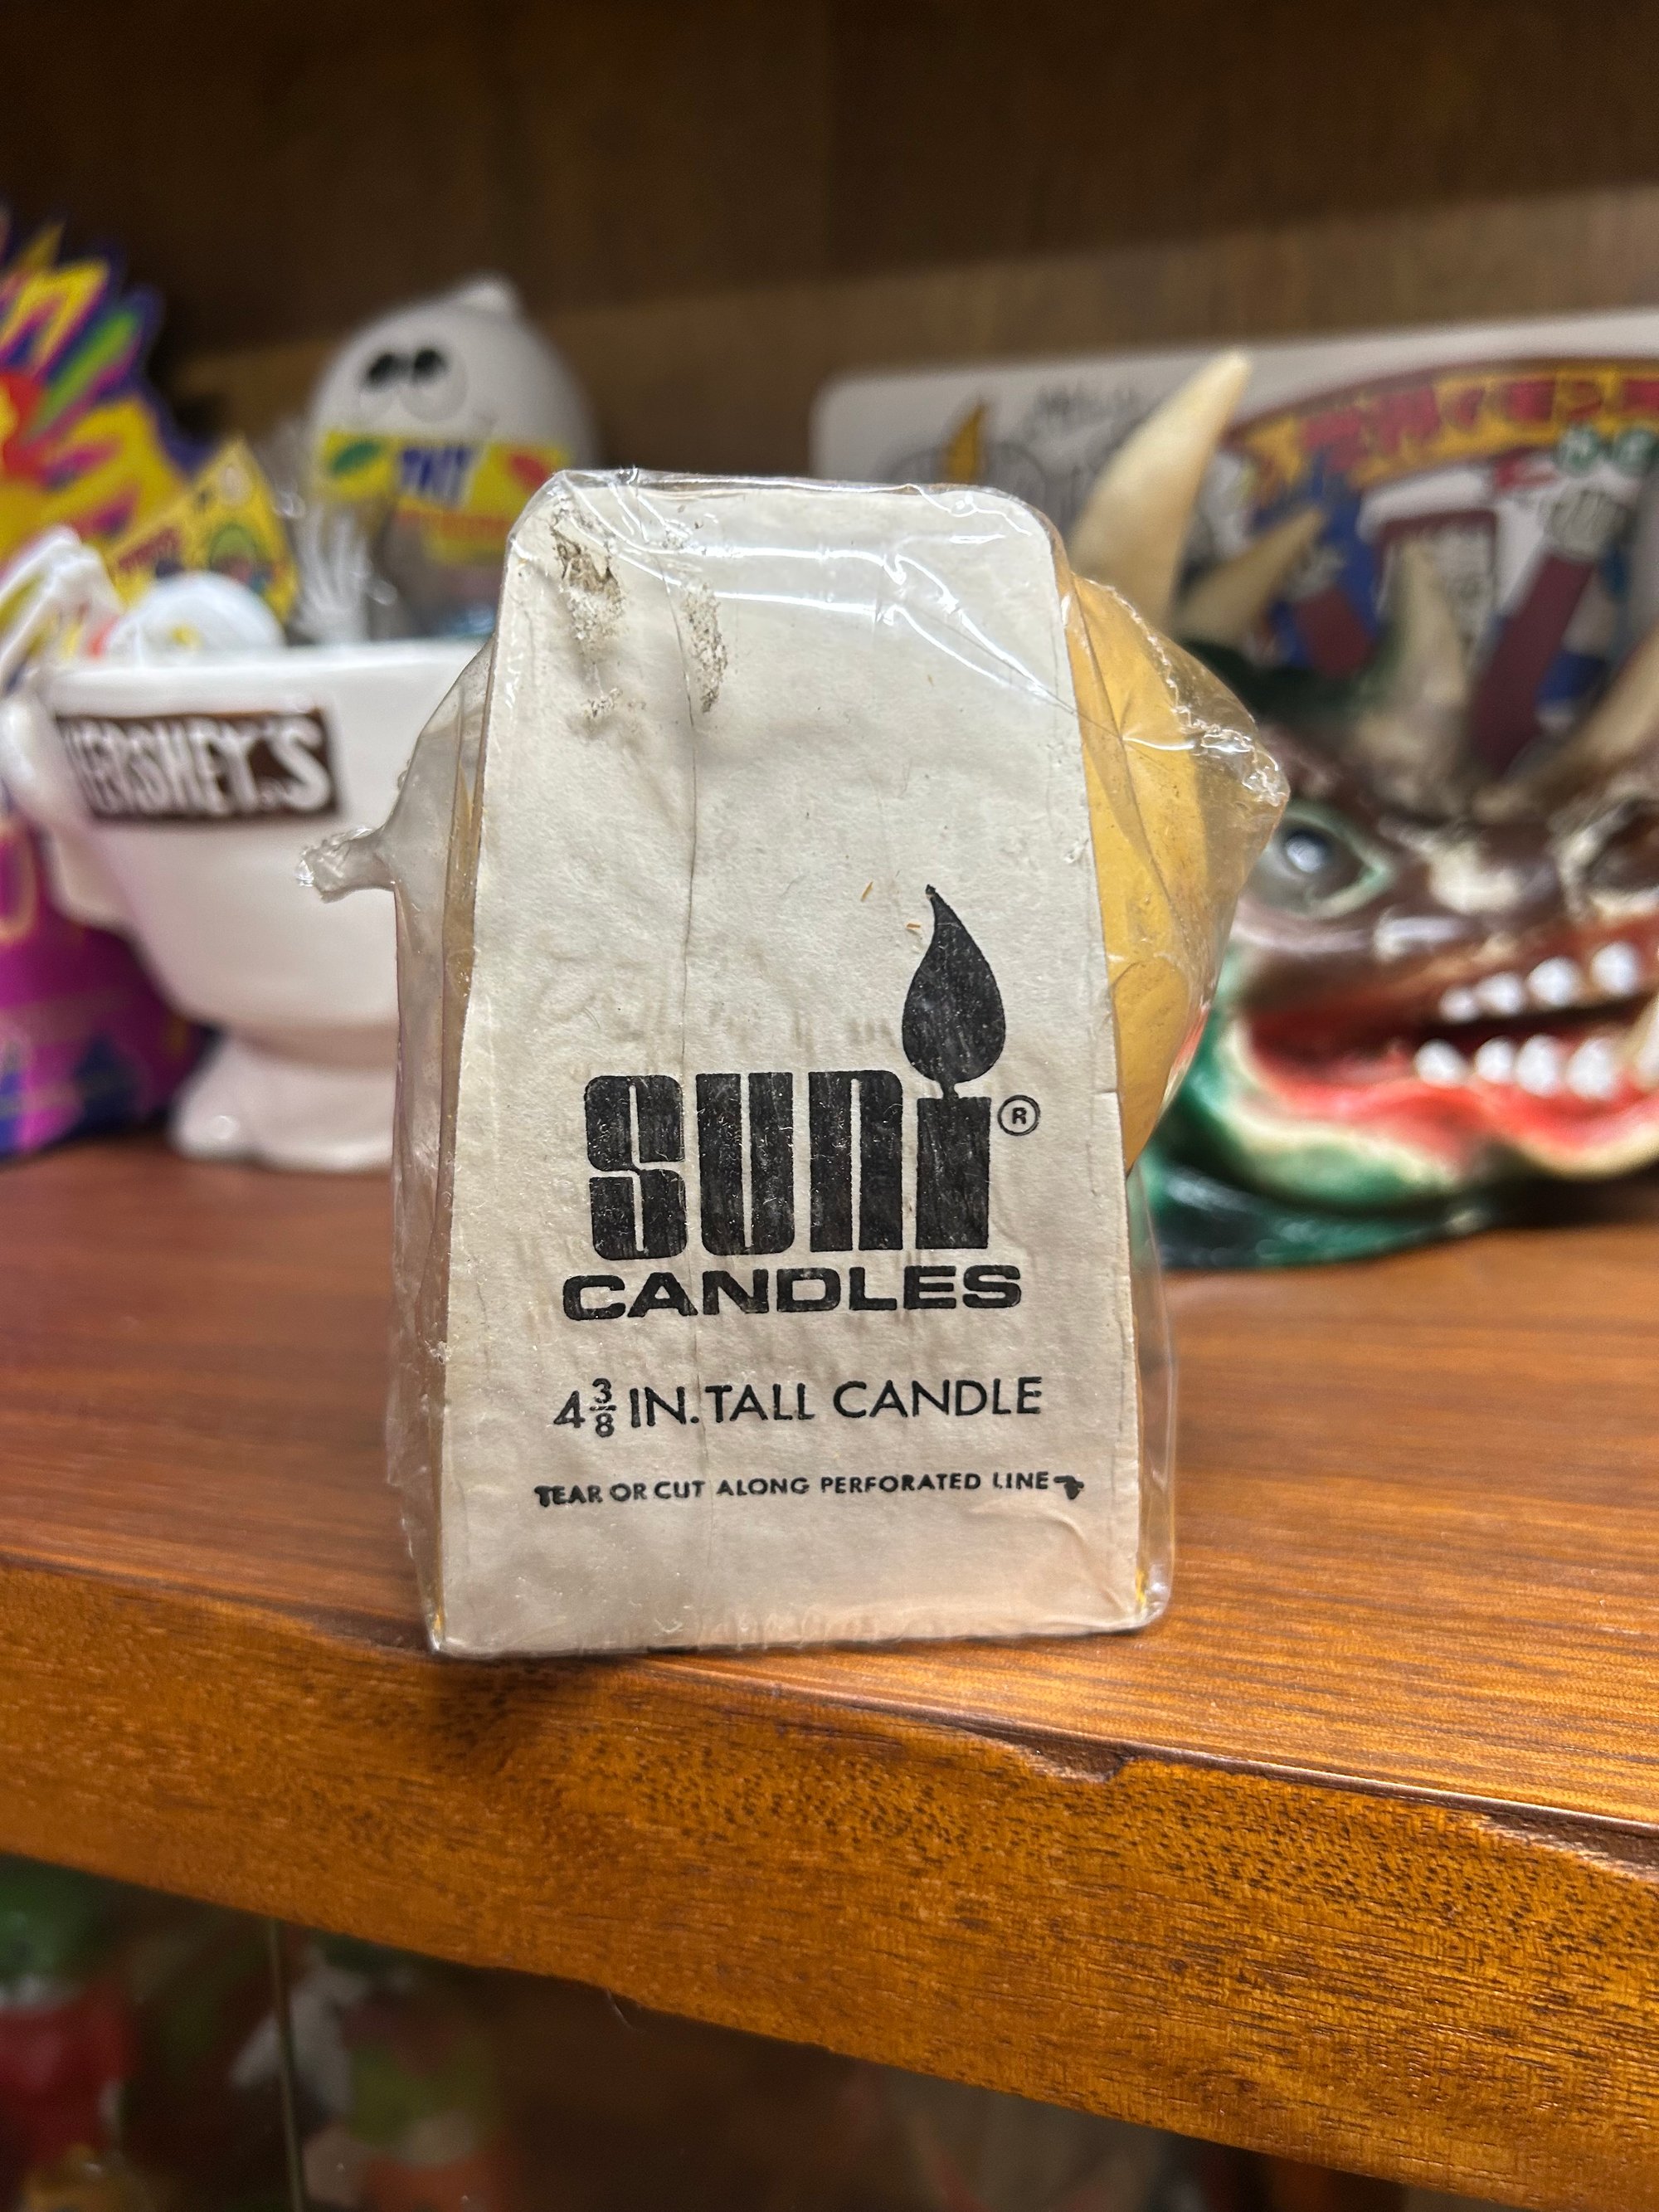 HERSHEY'S
suni®
CANDLES
4 3/8 IN. TALL CANDLE
TEAR OR CUT ALONG PERFORATED LINE